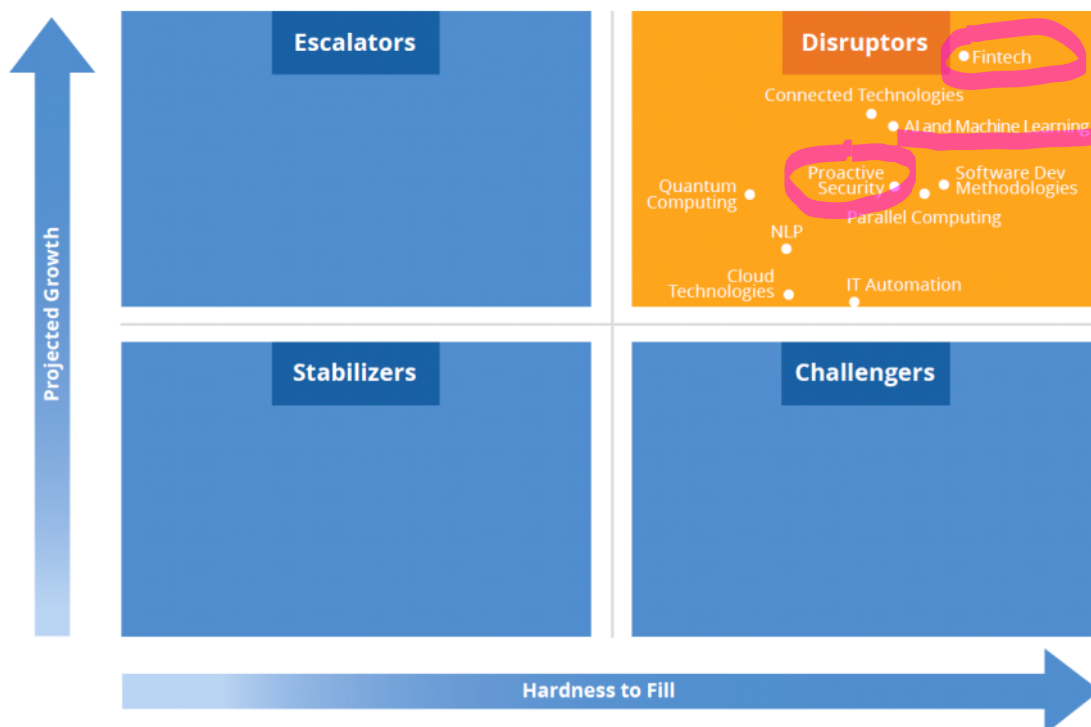 Escalators
Disruptors
Fintech
Connected Technologies
AI and Machine Learning
Proactive
Security
Software Dev
Methodologies
Quantum
Computing
Parallel Computing
NLP
Cloud
Technologies
IT Automation
Projected Growth
Stabilizers
Challengers
Hardness to Fill